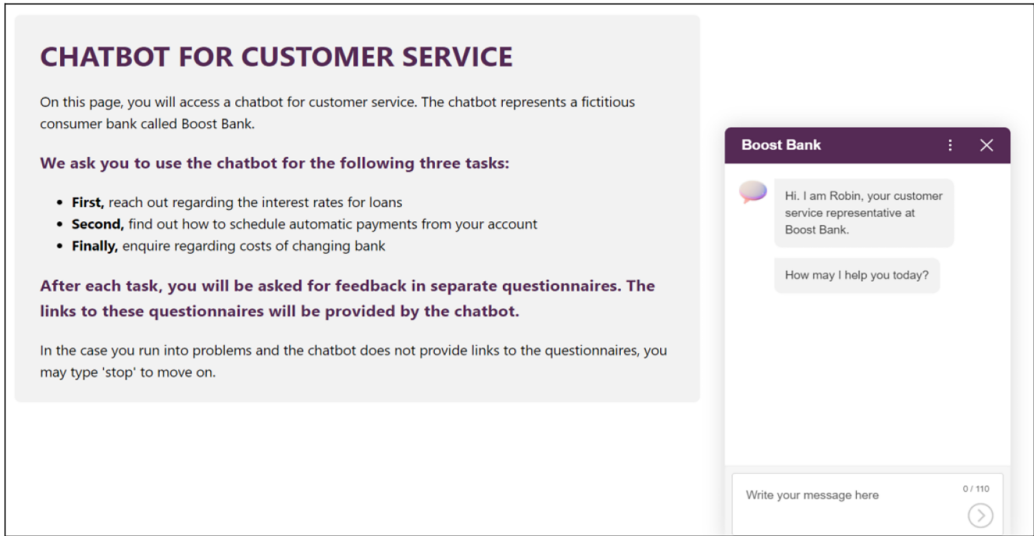 CHATBOT FOR CUSTOMER SERVICE
On this page, you will access a chatbot for customer service. The chatbot represents a fictitious
consumer bank called Boost Bank.
We ask you to use the chatbot for the following three tasks:
• First, reach out regarding the interest rates for loans
• Second, find out how to schedule automatic payments from your account
• Finally, enquire regarding costs of changing bank
After each task, you will be asked for feedback in separate questionnaires. The
links to these questionnaires will be provided by the chatbot.
In the case you run into problems and the chatbot does not provide links to the questionnaires, you
may type 'stop' to move on.
Boost Bank
Hi. I am Robin, your customer
service representative at
Boost Bank.
How may I help you today?
Write your message here
0 / 110